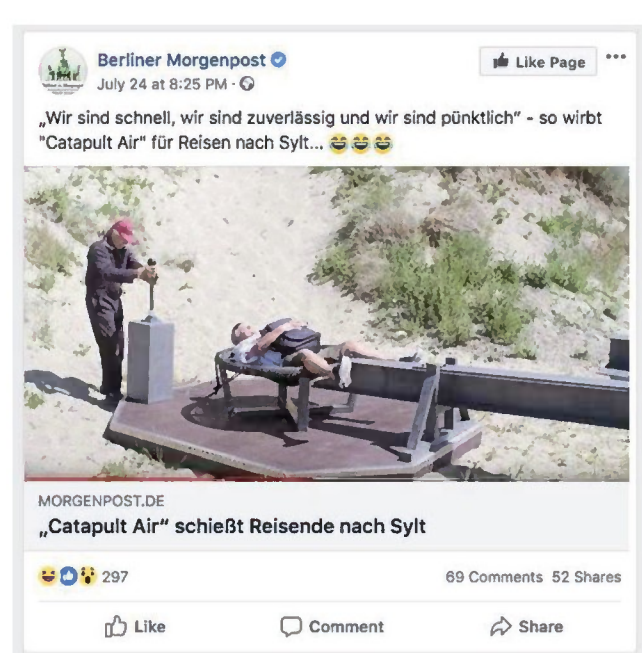 Berliner Morgenpost
July 24 at 8:25 PM ·
Like Page
„Wir sind schnell, wir sind zuverlässig und wir sind pünktlich“ - so wirbt
"Catapult Air" für Reisen nach Sylt...
MORGENPOST.DE
„Catapult Air“ schießt Reisende nach Sylt
297
69 Comments 52 Shares
Like Comment Share